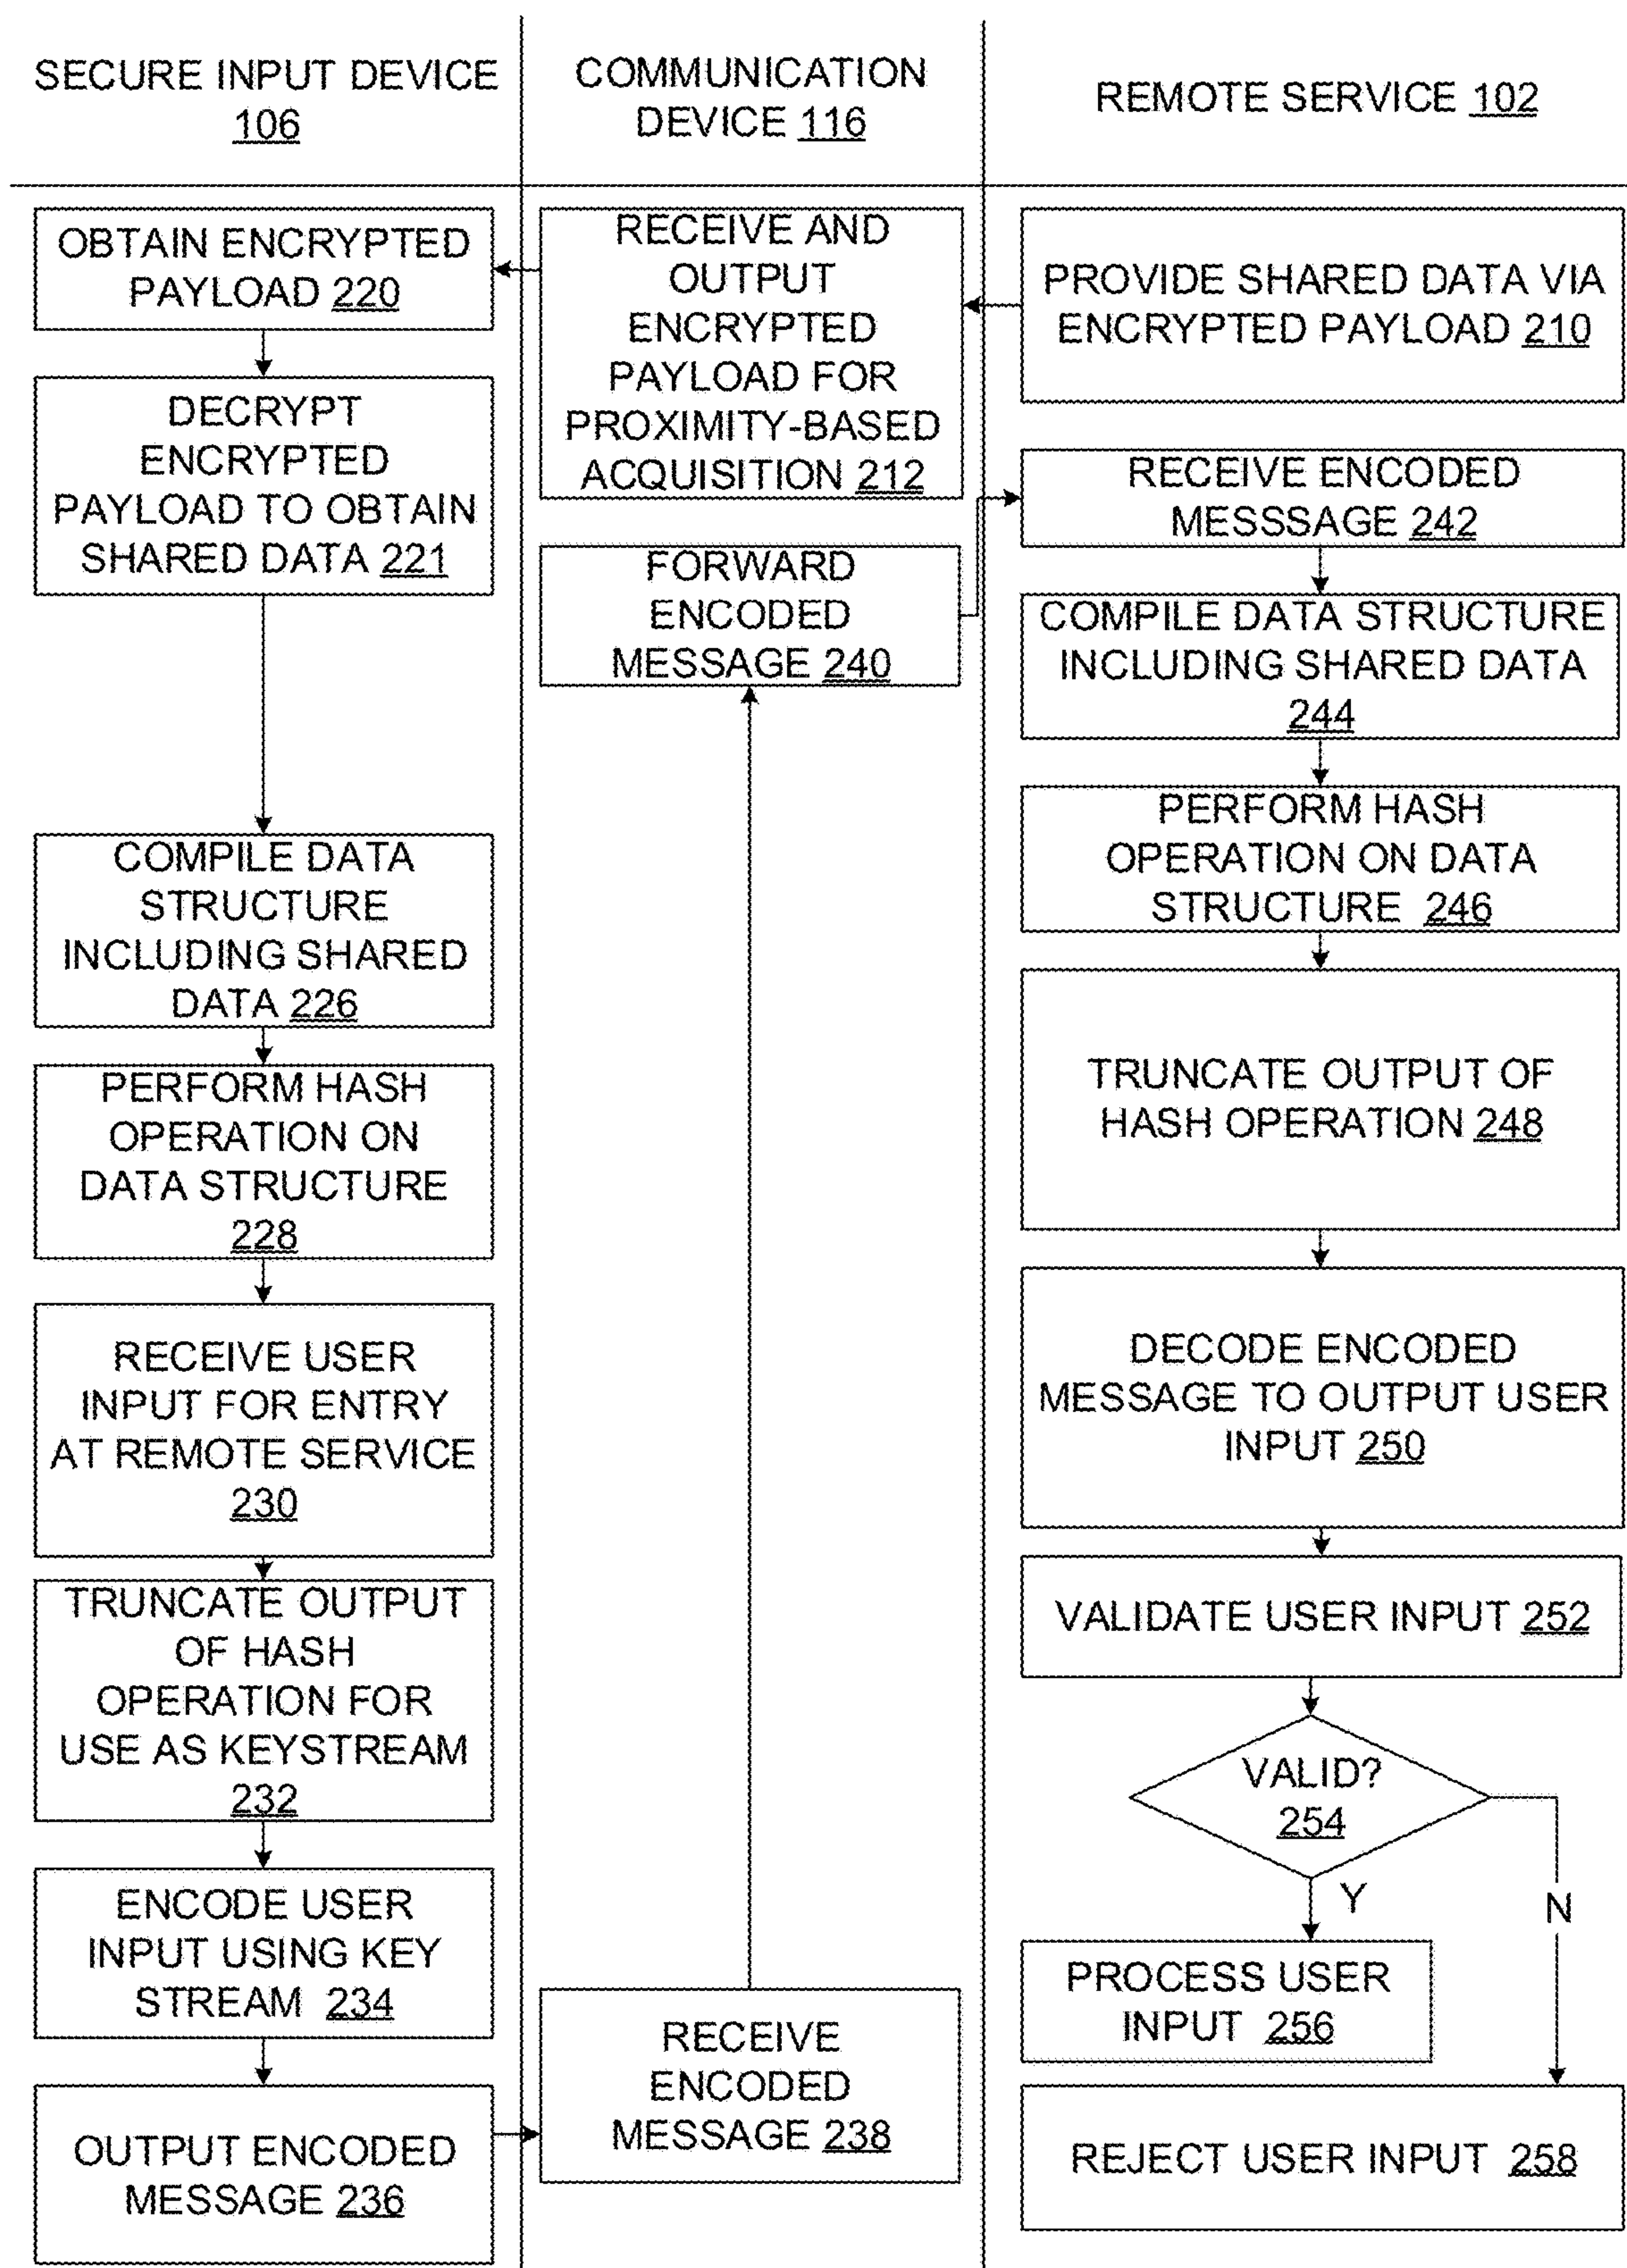 SECURE INPUT DEVICE
106
COMMUNICATION
DEVICE 116
REMOTE SERVICE 102
OBTAIN ENCRYPTED
PAYLOAD 220
DECRYPT
ENCRYPTED
PAYLOAD TO OBTAIN
SHARED DATA 221
COMPILE DATA
STRUCTURE
INCLUDING SHARED
DATA 226
PERFORM HASH
OPERATION ON
DATA STRUCTURE
228
RECEIVE USER
INPUT FOR ENTRY
AT REMOTE SERVICE
230
TRUNCATE OUTPUT
OF HASH
OPERATION FOR
USE AS KEYSTREAM
232
ENCODE USER
INPUT USING KEY
STREAM 234
OUTPUT ENCODED
MESSAGE 236
RECEIVE AND
OUTPUT
ENCRYPTED
PAYLOAD FOR
PROXIMITY-BASED
ACQUISITION 212
FORWARD
ENCODED
MESSAGE 240
RECEIVE
ENCODED
MESSAGE 238
PROVIDE SHARED DATA VIA
ENCRYPTED PAYLOAD 210
RECEIVE ENCODED
MESSSAGE 242
COMPILE DATA STRUCTURE
INCLUDING SHARED DATA
244
PERFORM HASH
OPERATION ON DATA
STRUCTURE 246
TRUNCATE OUTPUT OF
HASH OPERATION 248
DECODE ENCODED
MESSAGE TO OUTPUT USER
INPUT 250
VALIDATE USER INPUT 252
VALID?
254
Y
N
PROCESS USER
INPUT 256
REJECT USER INPUT 258